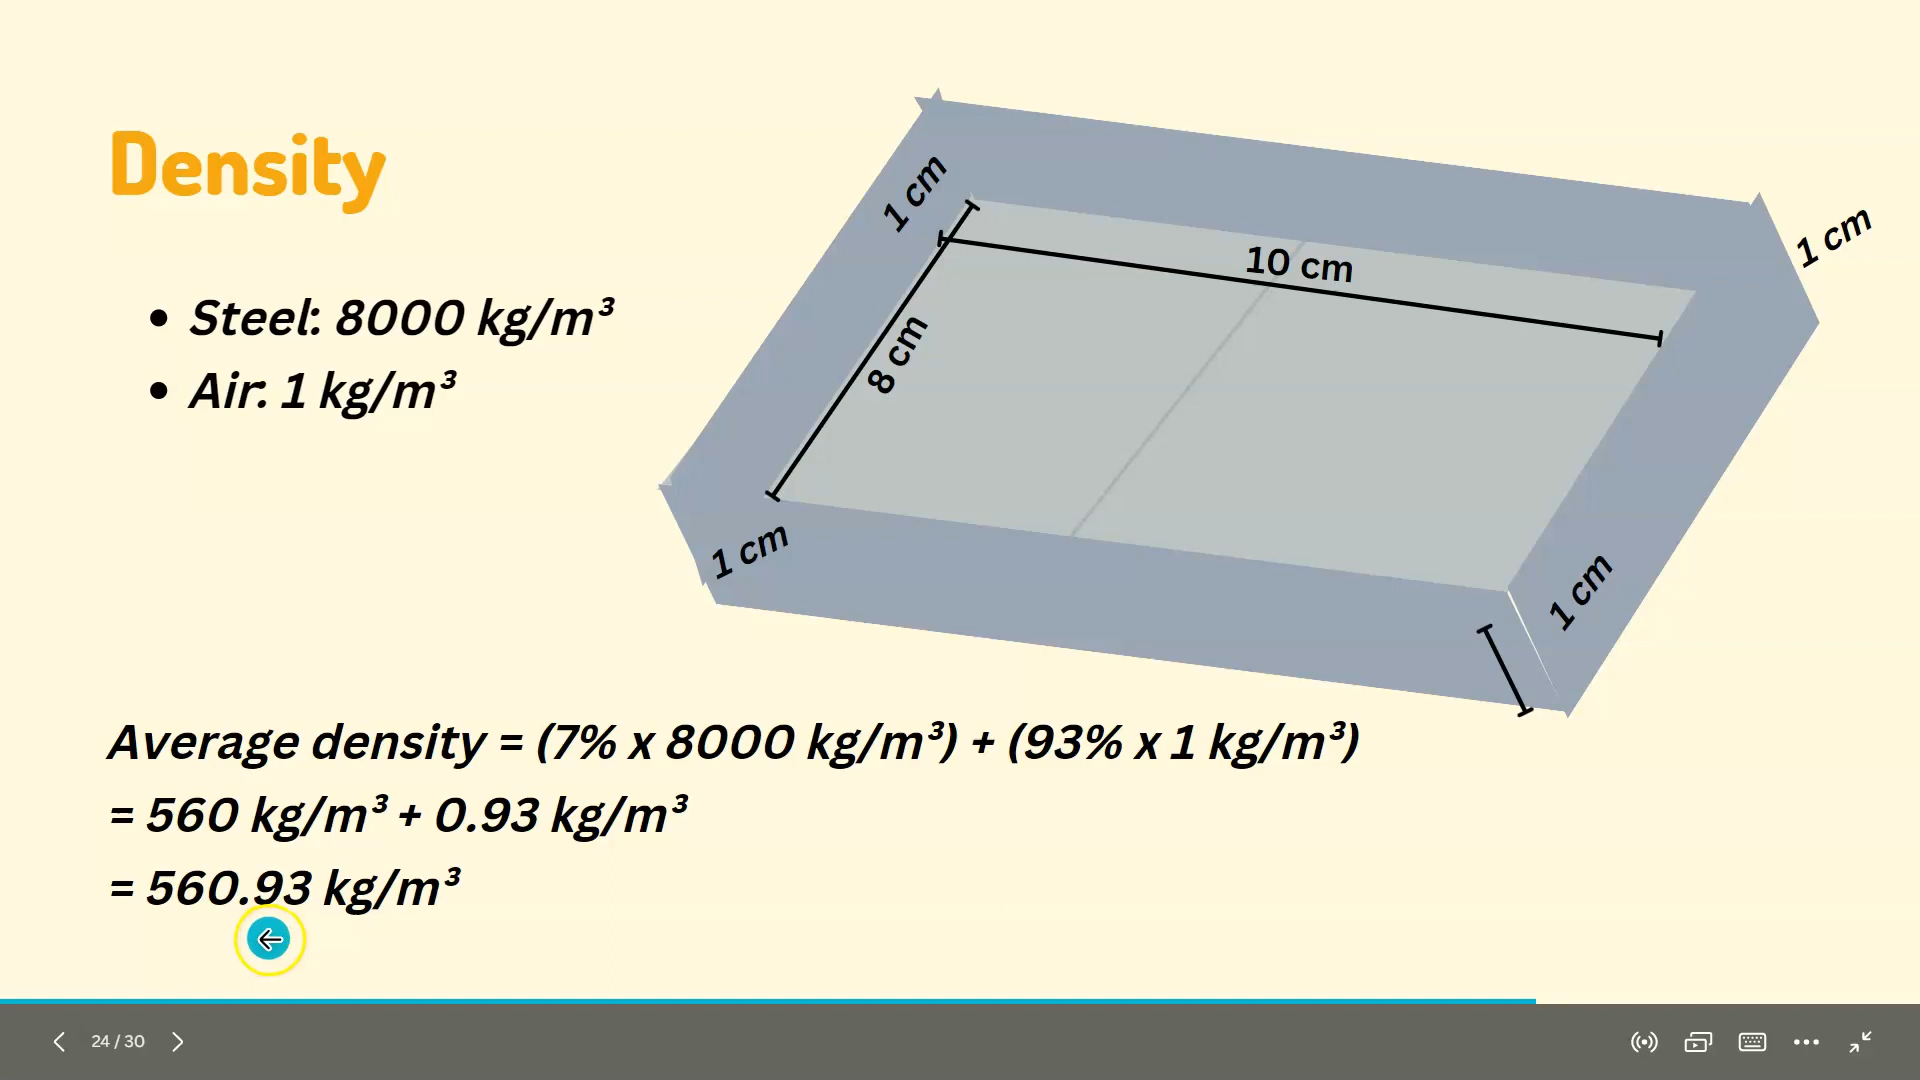 Density
1 cm
1 cm
10 cm
• Steel: 8000 kg/m³
8 cm
• Air: 1 kg/m³
1 cm
1 cm
Average density = (7% x 8000 kg/m³) + (93% x 1 kg/m³)
= 560 kg/m³ + 0.93 kg/m³
= 560.93 kg/m³
24 / 30